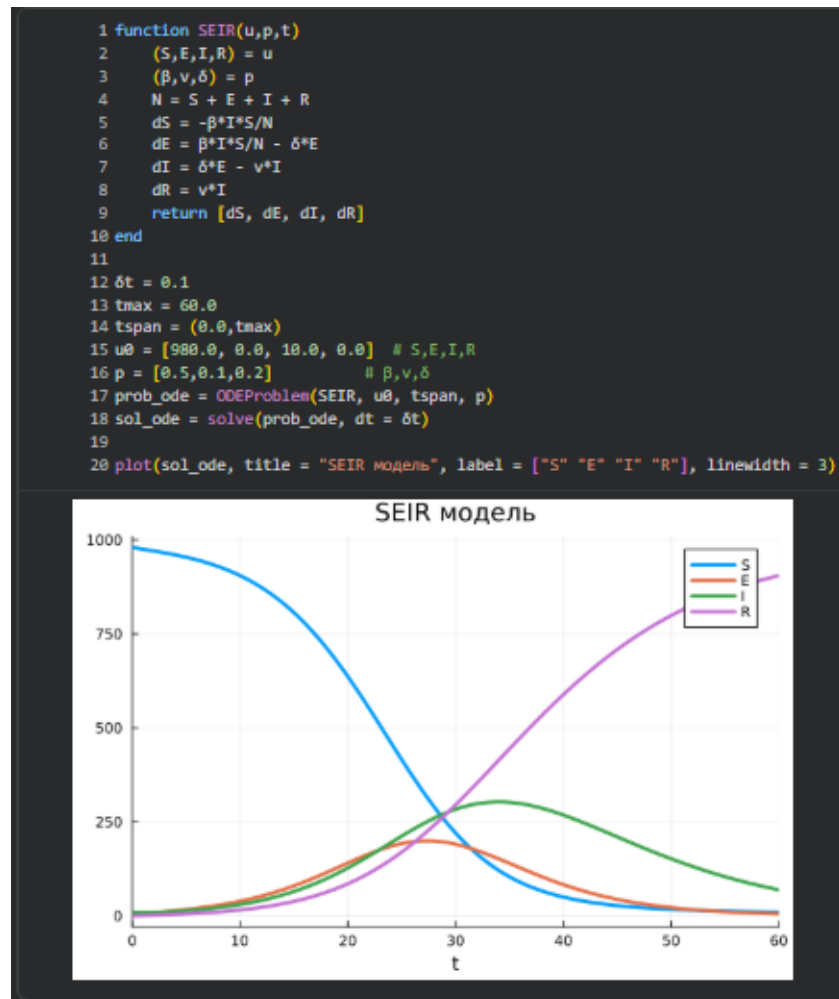 1 function SEIR(u,p,t)
2     (S,E,I,R) = u
3     (β,ν,δ) = p
4     N = S + E + I + R
5     dS = -β*I*S/N
6     dE = β*I*S/N - δ*E
7     dI = δ*E - ν*I
8     dR = ν*I
9     return [dS, dE, dI, dR]
10 end
11
12 δt = 0.1
13 tmax = 60.0
14 tspan = (0.0,tmax)
15 u0 = [980.0, 0.0, 10.0, 0.0]  # S,E,I,R
16 p = [0.5,0.1,0.2]           # β,ν,δ
17 prob_ode = ODEProblem(SEIR, u0, tspan, p)
18 sol_ode = solve(prob_ode, dt = δt)
19
20 plot(sol_ode, title = "SEIR модель", label = ["S" "E" "I" "R"], linewidth = 3)
SEIR модель
1000
750
500
250
0
S
E
I
R
0 10 20 30 40 50 60
t